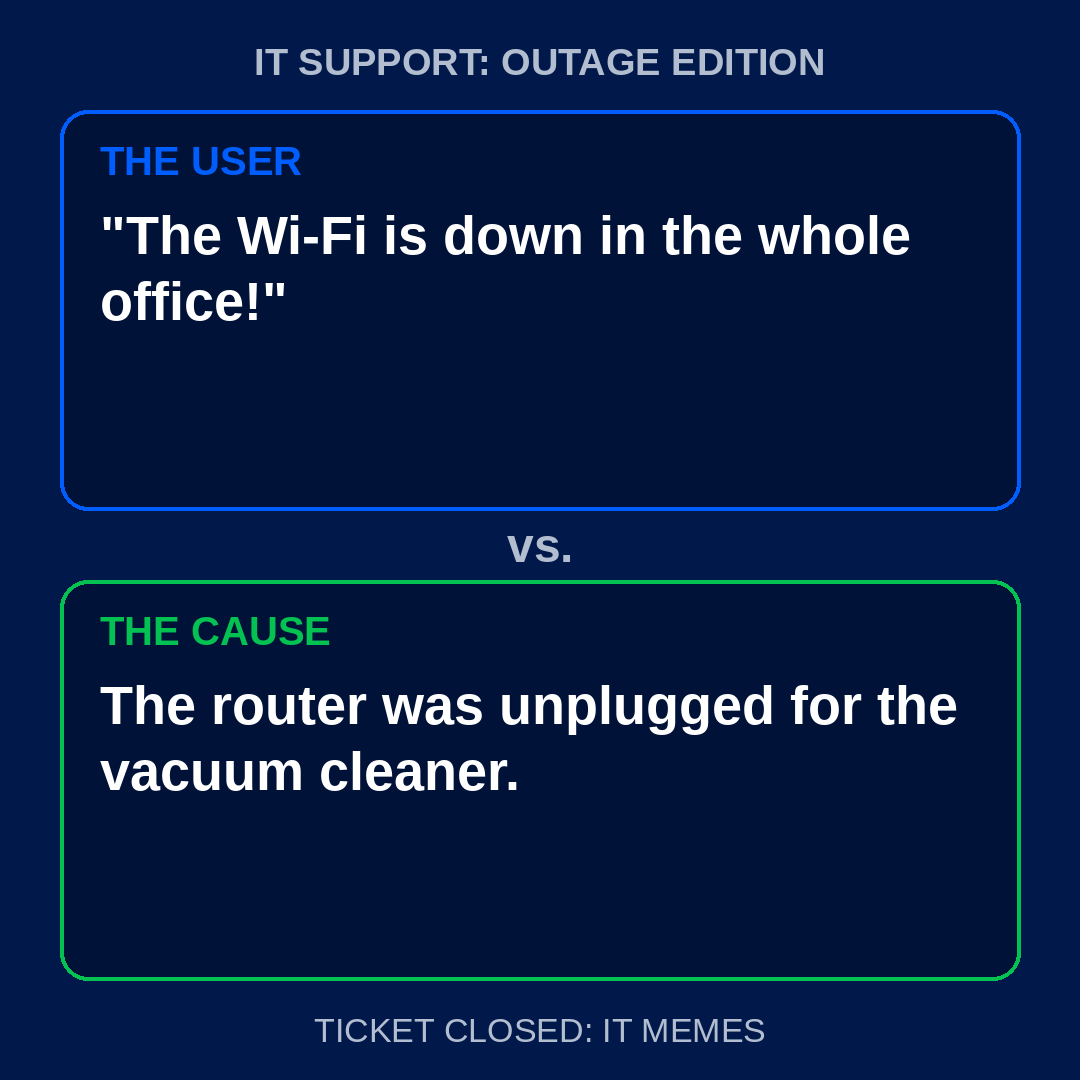 IT SUPPORT: OUTAGE EDITION
THE USER
"The Wi-Fi is down in the whole
office!"
vs.
THE CAUSE
The router was unplugged for the
vacuum cleaner.
TICKET CLOSED: IT MEMES